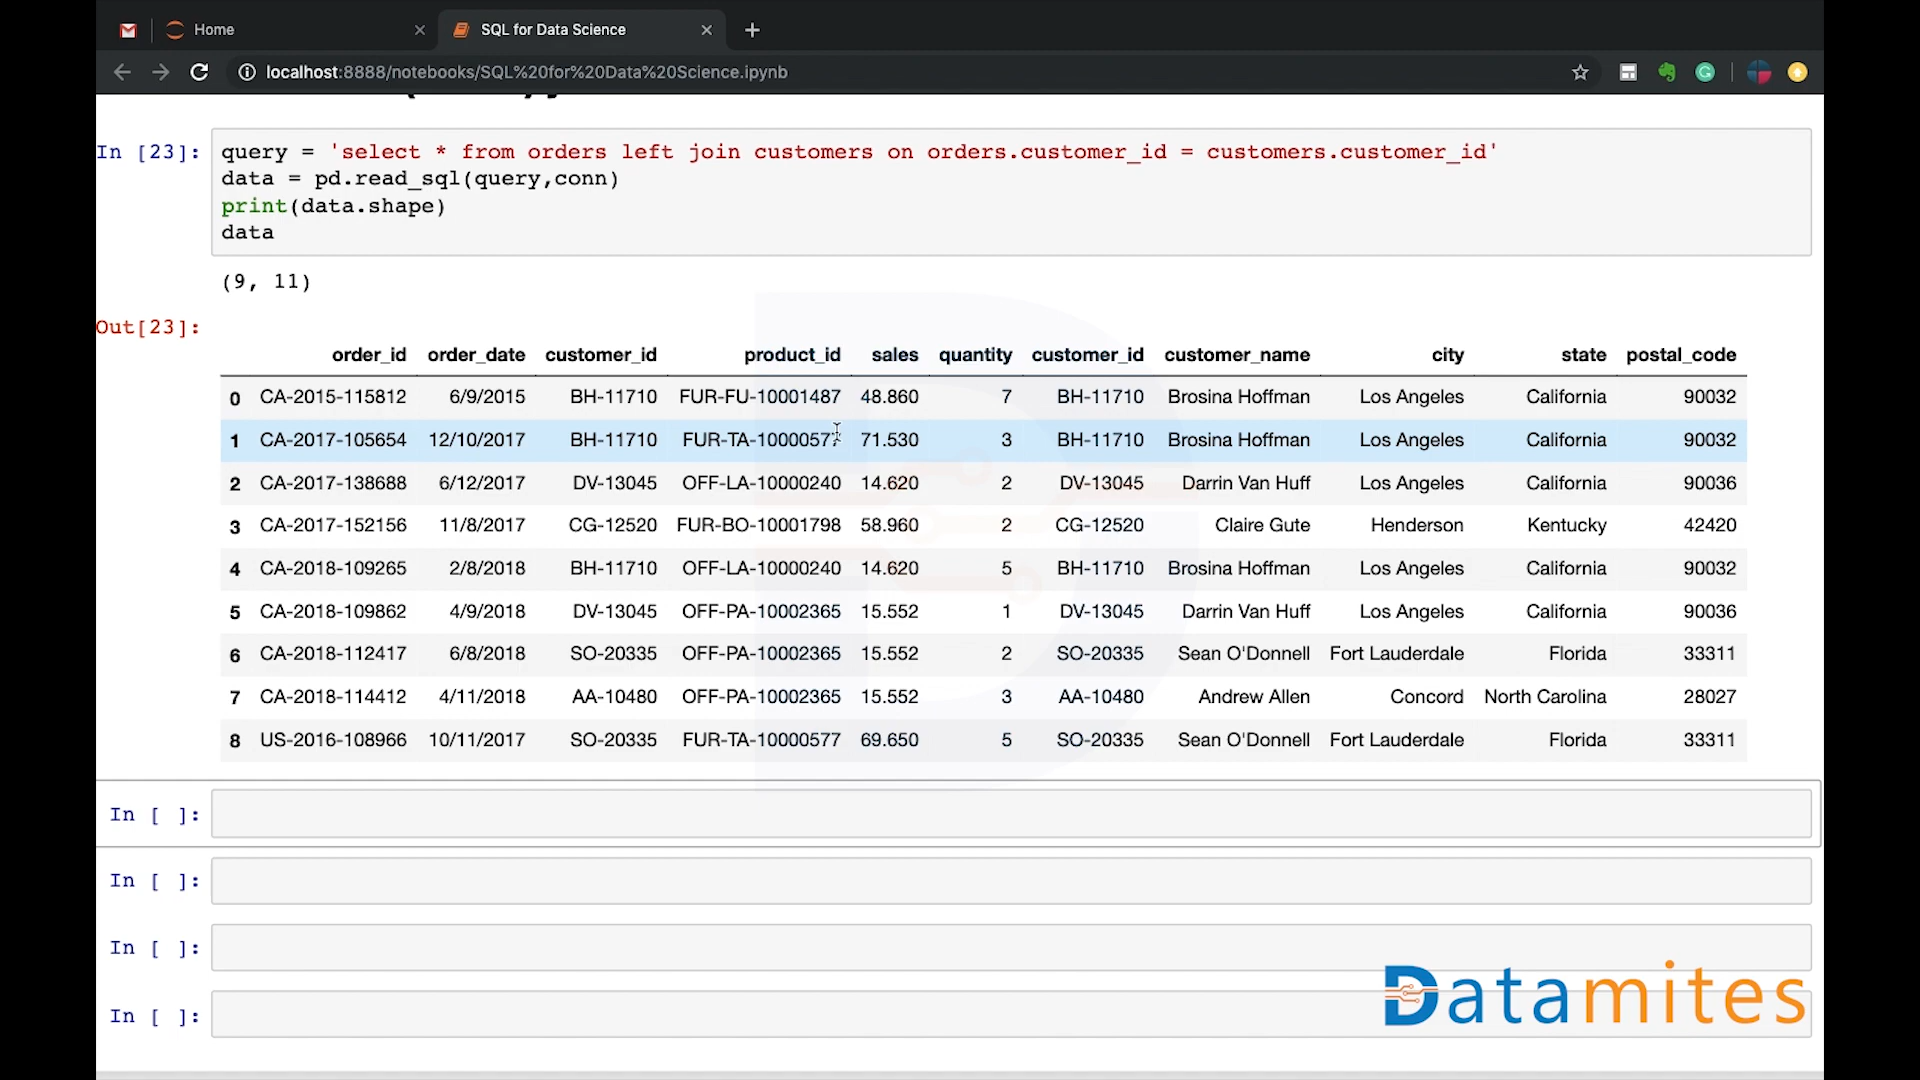 Home
SQL for Data Science
localhost:8888/notebooks/SQL%20for%20Data%20Science.ipynb
In [23]: query = 'select * from orders left join customers on orders.customer_id = customers.customer_id'
data = pd.read_sql(query,conn)
print(data.shape)
data
(9, 11)
Out[23]:
order_id order_date customer_id product_id sales quantity customer_id customer_name city state postal_code
0 CA-2015-115812 6/9/2015 BH-11710 FUR-FU-10001487 48.860 7 BH-11710 Brosina Hoffman Los Angeles California 90032
1 CA-2017-105654 12/10/2017 BH-11710 FUR-TA-10000577 71.530 3 BH-11710 Brosina Hoffman Los Angeles California 90032
2 CA-2017-138688 6/12/2017 DV-13045 OFF-LA-10000240 14.620 2 DV-13045 Darrin Van Huff Los Angeles California 90036
3 CA-2017-152156 11/8/2017 CG-12520 FUR-BO-10001798 58.960 2 CG-12520 Claire Gute Henderson Kentucky 42420
4 CA-2018-109265 2/8/2018 BH-11710 OFF-LA-10000240 14.620 5 BH-11710 Brosina Hoffman Los Angeles California 90032
5 CA-2018-109862 4/9/2018 DV-13045 OFF-PA-10002365 15.552 1 DV-13045 Darrin Van Huff Los Angeles California 90036
6 CA-2018-112417 6/8/2018 SO-20335 OFF-PA-10002365 15.552 2 SO-20335 Sean O'Donnell Fort Lauderdale Florida 33311
7 CA-2018-114412 4/11/2018 AA-10480 OFF-PA-10002365 15.552 3 AA-10480 Andrew Allen Concord North Carolina 28027
8 US-2016-108966 10/11/2017 SO-20335 FUR-TA-10000577 69.650 5 SO-20335 Sean O'Donnell Fort Lauderdale Florida 33311
In [ ]:
In [ ]:
In [ ]:
In [ ]:
Datamites